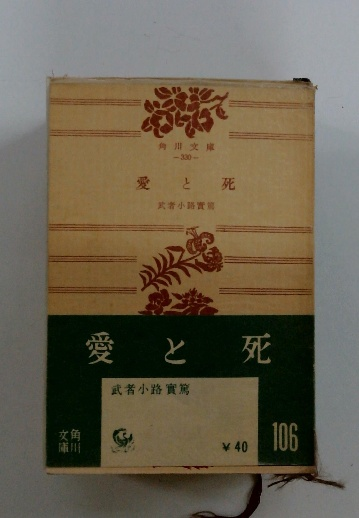 角川文庫
—320—
愛と死
武者小路實篤
愛と死
武者小路實篤
角川文庫
¥40
106